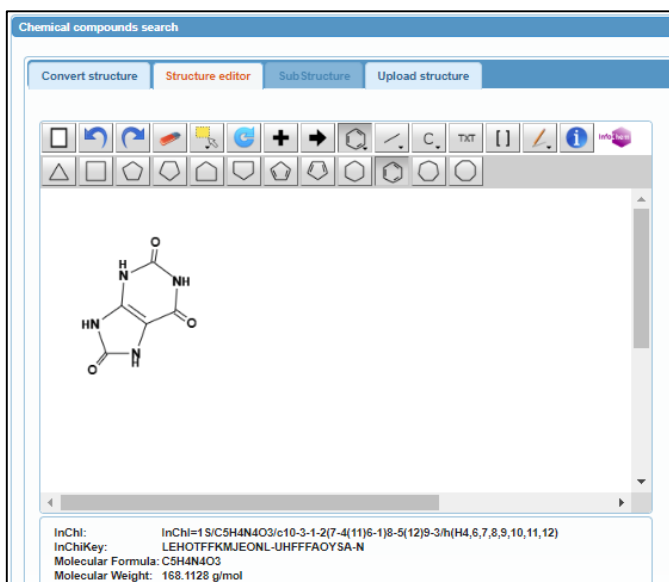 Chemical compounds search
Convert structure Structure editor SubStructure Upload structure
C TXT [ ] i InfoChem
O
H
N NH
HN O
O N
H
InChI: InChI=1S/C5H4N4O3/c10-3-1-2(7-4(11)6-1)8-5(12)9-3/h(H4,6,7,8,9,10,11,12)
InChiKey: LEHOTFFKMJEONL-UHFFFAOYSA-N
Molecular Formula: C5H4N4O3
Molecular Weight: 168.1128 g/mol